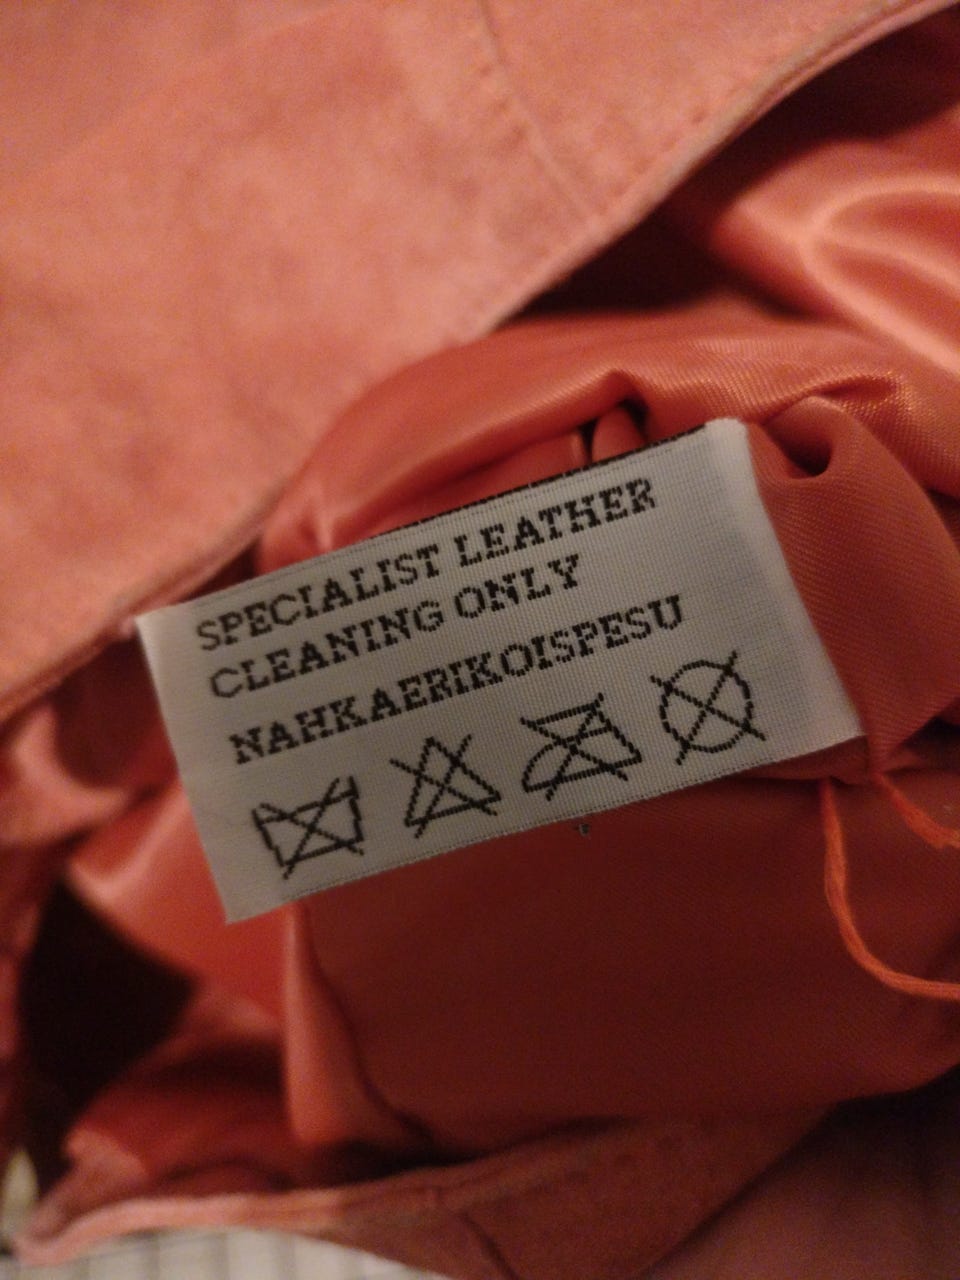 SPECIALIST LEATHER
CLEANING ONLY
NAHKAERIKOISPESU